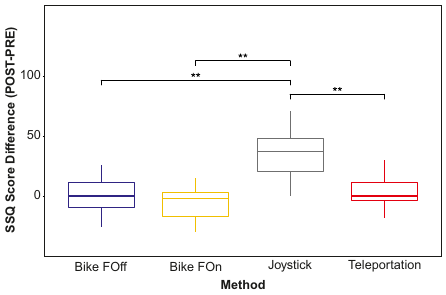 SSQ Score Difference (POST-PRE)
100
50
0
**
**
**
Bike FOff
Bike FOn
Joystick
Teleportation
Method